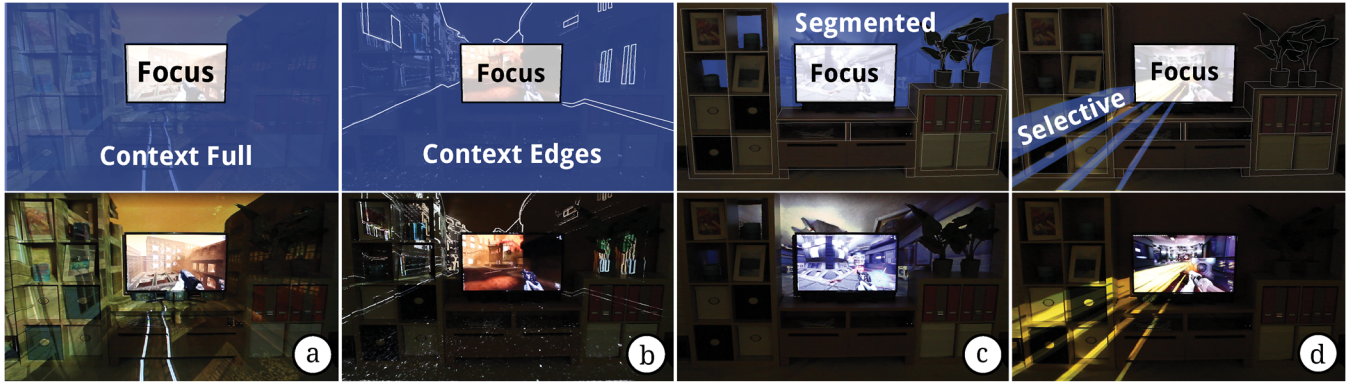 Focus
Context Full
Focus
Context Edges
Segmented
Focus
Focus
Selective
a
b
c
d